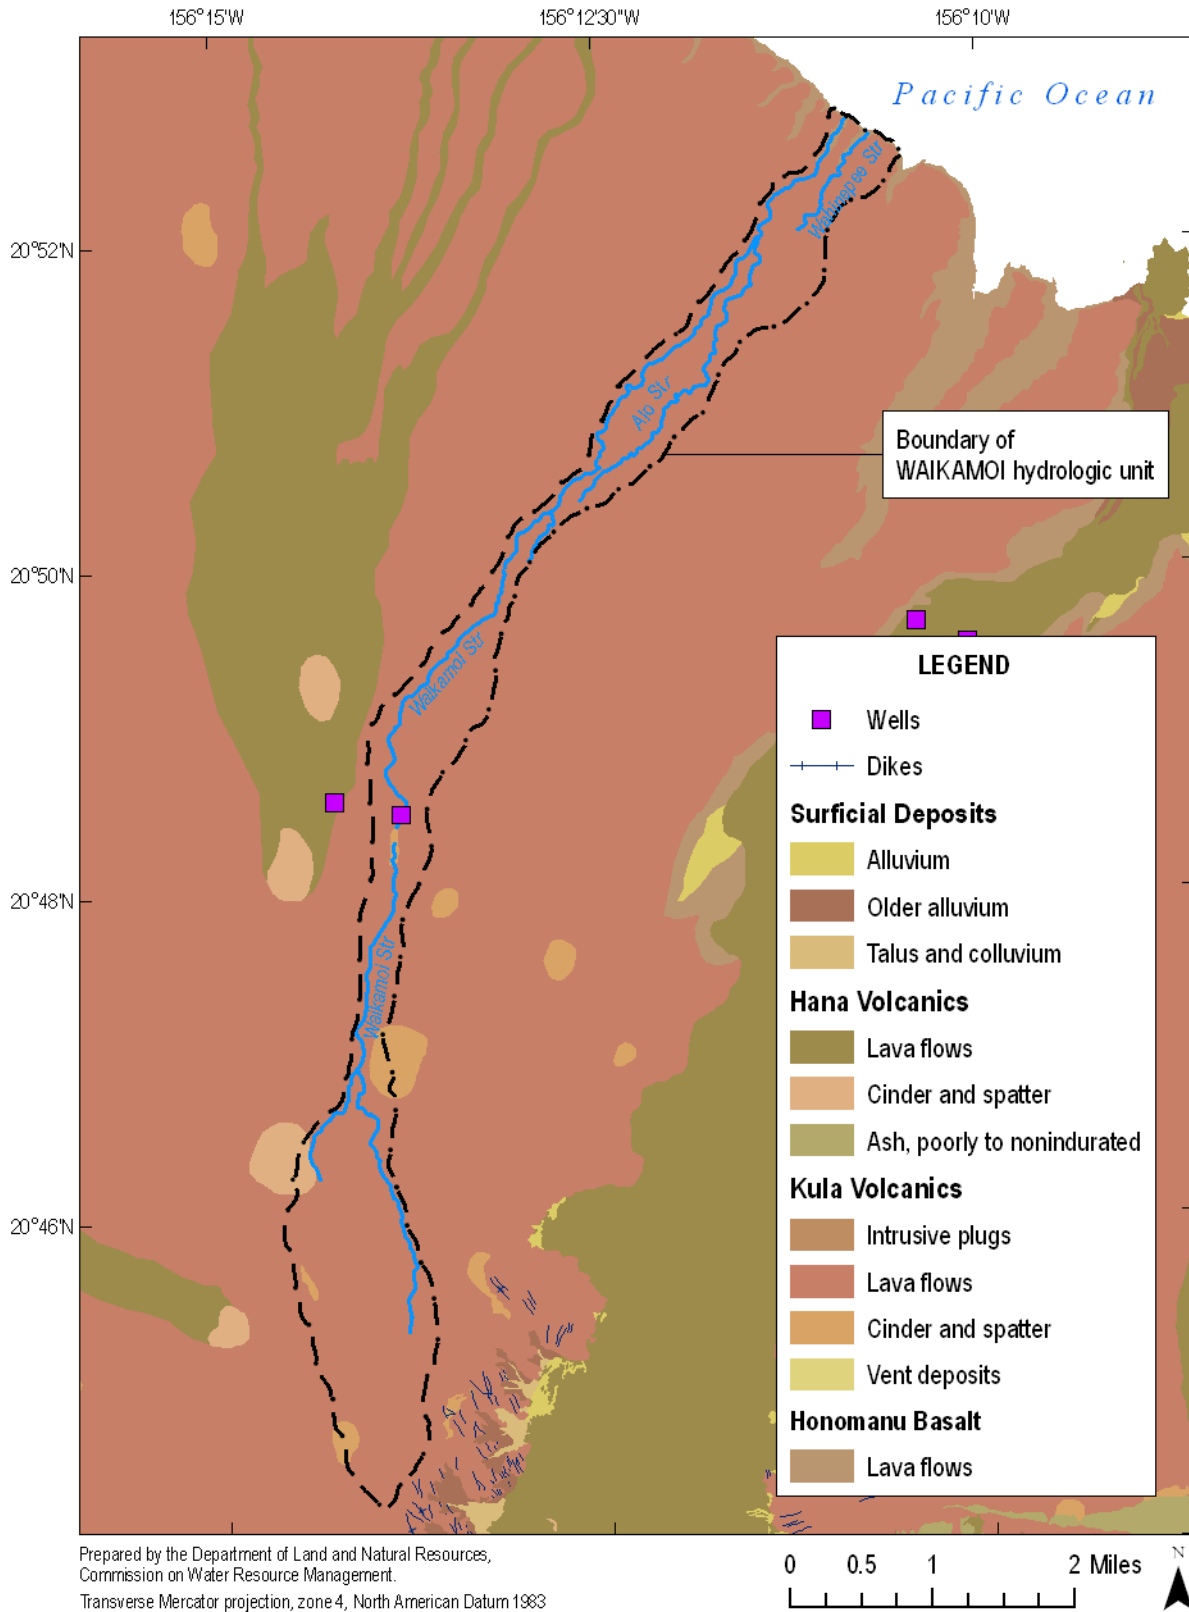 156°15'W
156°12'30"W
156°10'W
Pacific Ocean
Wahinepee Str
20°52'N
Alo Str
Boundary of
WAIKAMOI hydrologic unit
20°50'N
Waikamoi Str
LEGEND
Wells
Dikes
Surficial Deposits
Alluvium
20°48'N
Older alluvium
Waikamoi Str
Talus and colluvium
Hana Volcanics
Lava flows
Cinder and spatter
Ash, poorly to nonindurated
Kula Volcanics
20°46'N
Intrusive plugs
Lava flows
Cinder and spatter
Vent deposits
Honomanu Basalt
Lava flows
Prepared by the Department of Land and Natural Resources,
Commission on Water Resource Management.
Transverse Mercator projection, zone 4, North American Datum 1983
0 0.5 1 2 Miles
N